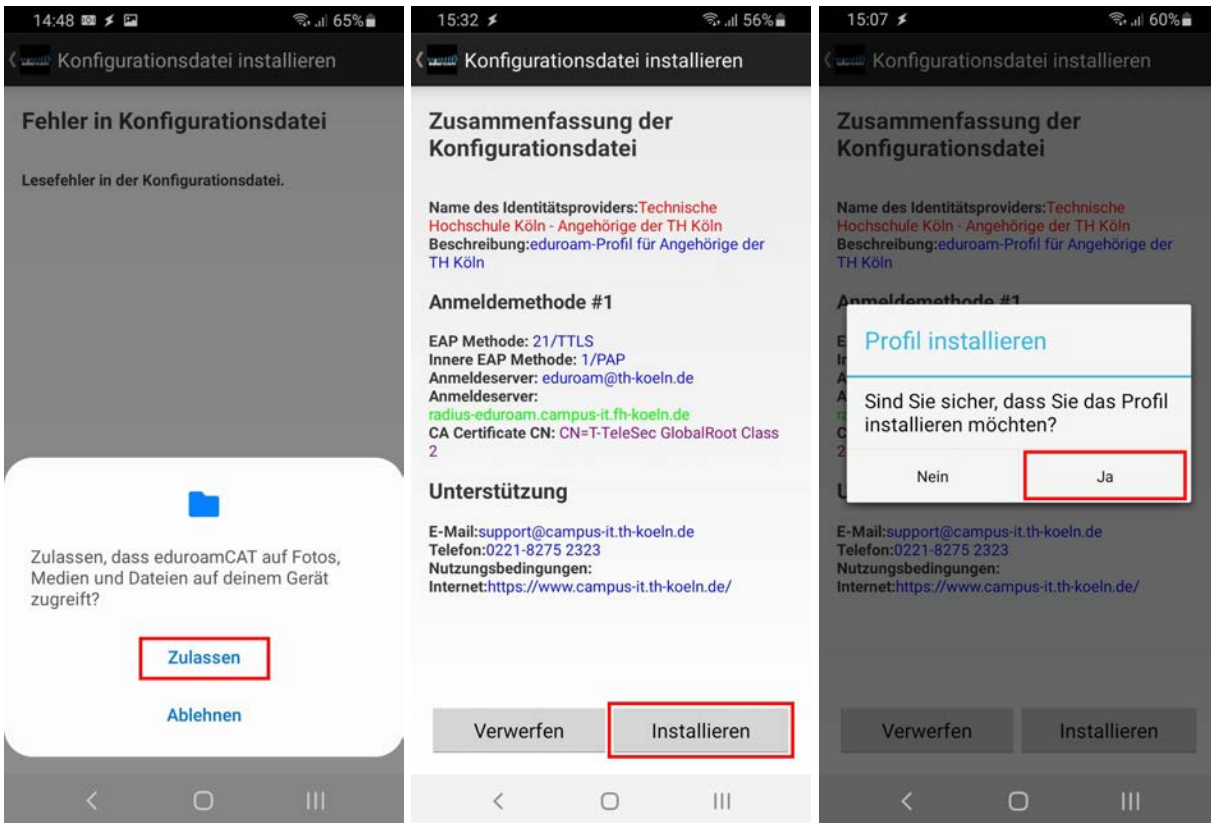 14:48
65%
Konfigurationsdatei installieren
Fehler in Konfigurationsdatei
Lesefehler in der Konfigurationsdatei.
Zulassen, dass eduroamCAT auf Fotos,
Medien und Dateien auf deinem Gerät
zugreift?
Zulassen
Ablehnen
15:32
56%
Konfigurationsdatei installieren
Zusammenfassung der
Konfigurationsdatei
Name des Identitätsproviders:Technische
Hochschule Köln - Angehörige der TH Köln
Beschreibung:eduroam-Profil für Angehörige der
TH Köln
Anmeldemethode #1
EAP Methode: 21/TTLS
Innere EAP Methode: 1/PAP
Anmeldeserver: eduroam@th-koeln.de
Anmeldeserver:
radius-eduroam.campus-it.fh-koeln.de
CA Certificate CN: CN=T-TeleSec GlobalRoot Class
2
Unterstützung
E-Mail:support@campus-it.th-koeln.de
Telefon:0221-8275 2323
Nutzungsbedingungen:
Internet:https://www.campus-it.th-koeln.de/
Verwerfen
Installieren
15:07
60%
Konfigurationsdatei installieren
Zusammenfassung der
Konfigurationsdatei
Name des Identitätsproviders:Technische
Hochschule Köln - Angehörige der TH Köln
Beschreibung:eduroam-Profil für Angehörige der
TH Köln
Anmeldemethode #1
Profil installieren
Sind Sie sicher, dass Sie das Profil
installieren möchten?
Nein
Ja
E-Mail:support@campus-it.th-koeln.de
Telefon:0221-8275 2323
Nutzungsbedingungen:
Internet:https://www.campus-it.th-koeln.de/
Verwerfen
Installieren